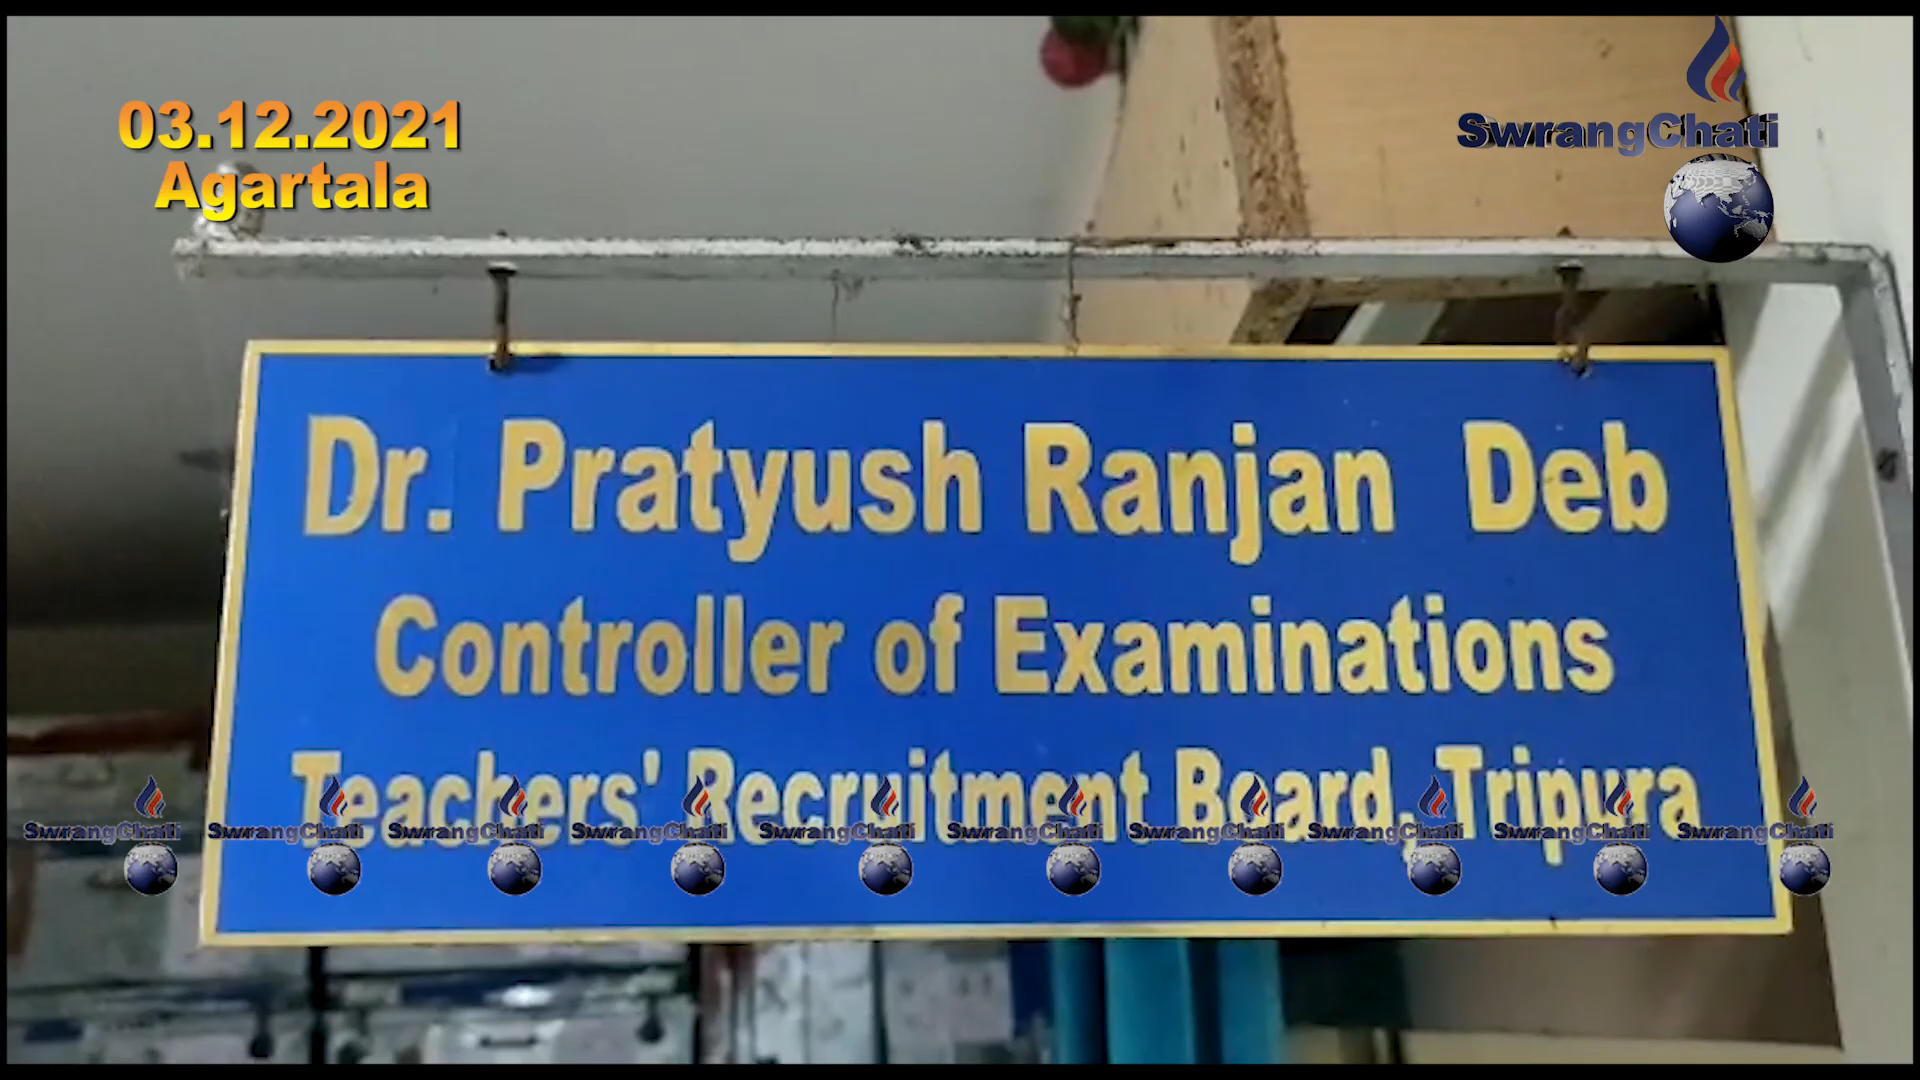 03.12.2021
Agartala
SwrangChati
Dr. Pratyush Ranjan Deb
Controller of Examinations
Teachers' Recruitment Board, Tripura
SwrangChati SwrangChati SwrangChati SwrangChati SwrangChati SwrangChati SwrangChati SwrangChati SwrangChati SwrangChati